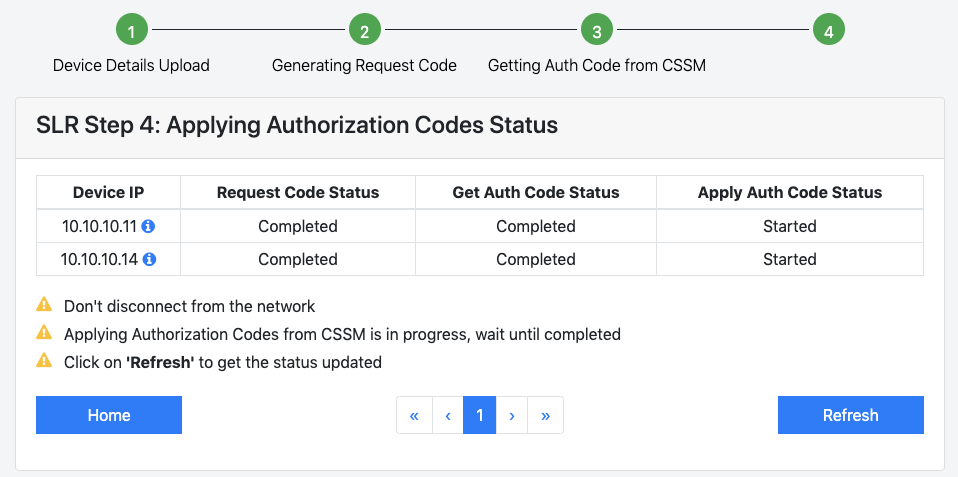 1 2 3 4
Device Details Upload Generating Request Code Getting Auth Code from CSSM
SLR Step 4: Applying Authorization Codes Status
Device IP Request Code Status Get Auth Code Status Apply Auth Code Status
10.10.10.11 Completed Completed Started
10.10.10.14 Completed Completed Started
Don't disconnect from the network
Applying Authorization Codes from CSSM is in progress, wait until completed
Click on 'Refresh' to get the status updated
Home « ‹ 1 › » Refresh